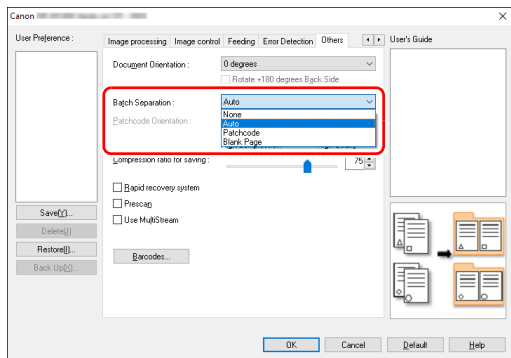 Canon
User Preference :
Image processing Image control Feeding Error Detection Others
User's Guide
Document Orientation : 0 degrees
Rotate +180 degrees Back Side
Batch Separation : Auto
Patchcode Orientation :
None
Auto
Patchcode
Blank Page
Compression ratio for saving : 75
Rapid recovery system
Prescan
Use MultiStream
Save(Y)...
Delete(J)
Restore(I)...
Back Up(X)...
Barcodes...
OK Cancel Default Help